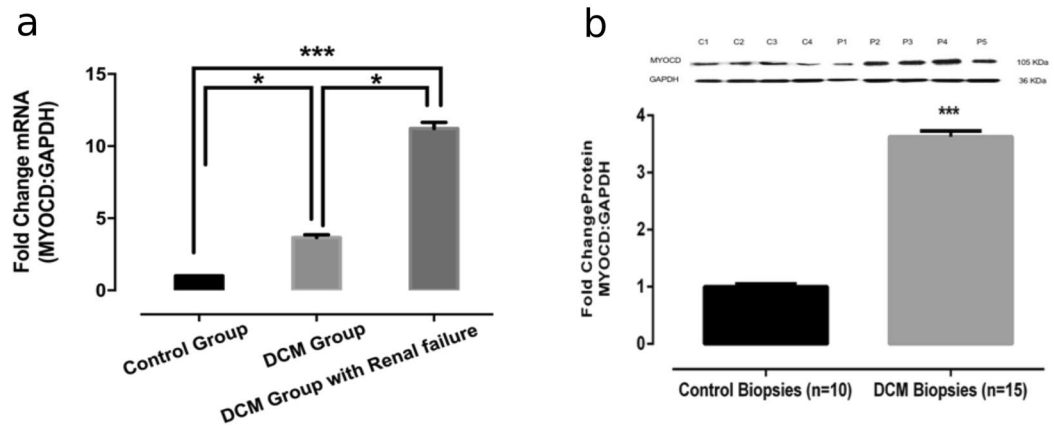 a
***
*
*
15
10
5
0
Fold Change mRNA
(MYOCD:GAPDH)
Control Group
DCM Group
DCM Group with Renal failure
b
C1 C2 C3 C4 P1 P2 P3 P4 P5
MYOCD
105 KDa
GAPDH
36 KDa
***
4
3
2
1
0
Fold ChangeProtein
MYOCD:GAPDH
Control Biopsies (n=10)
DCM Biopsies (n=15)